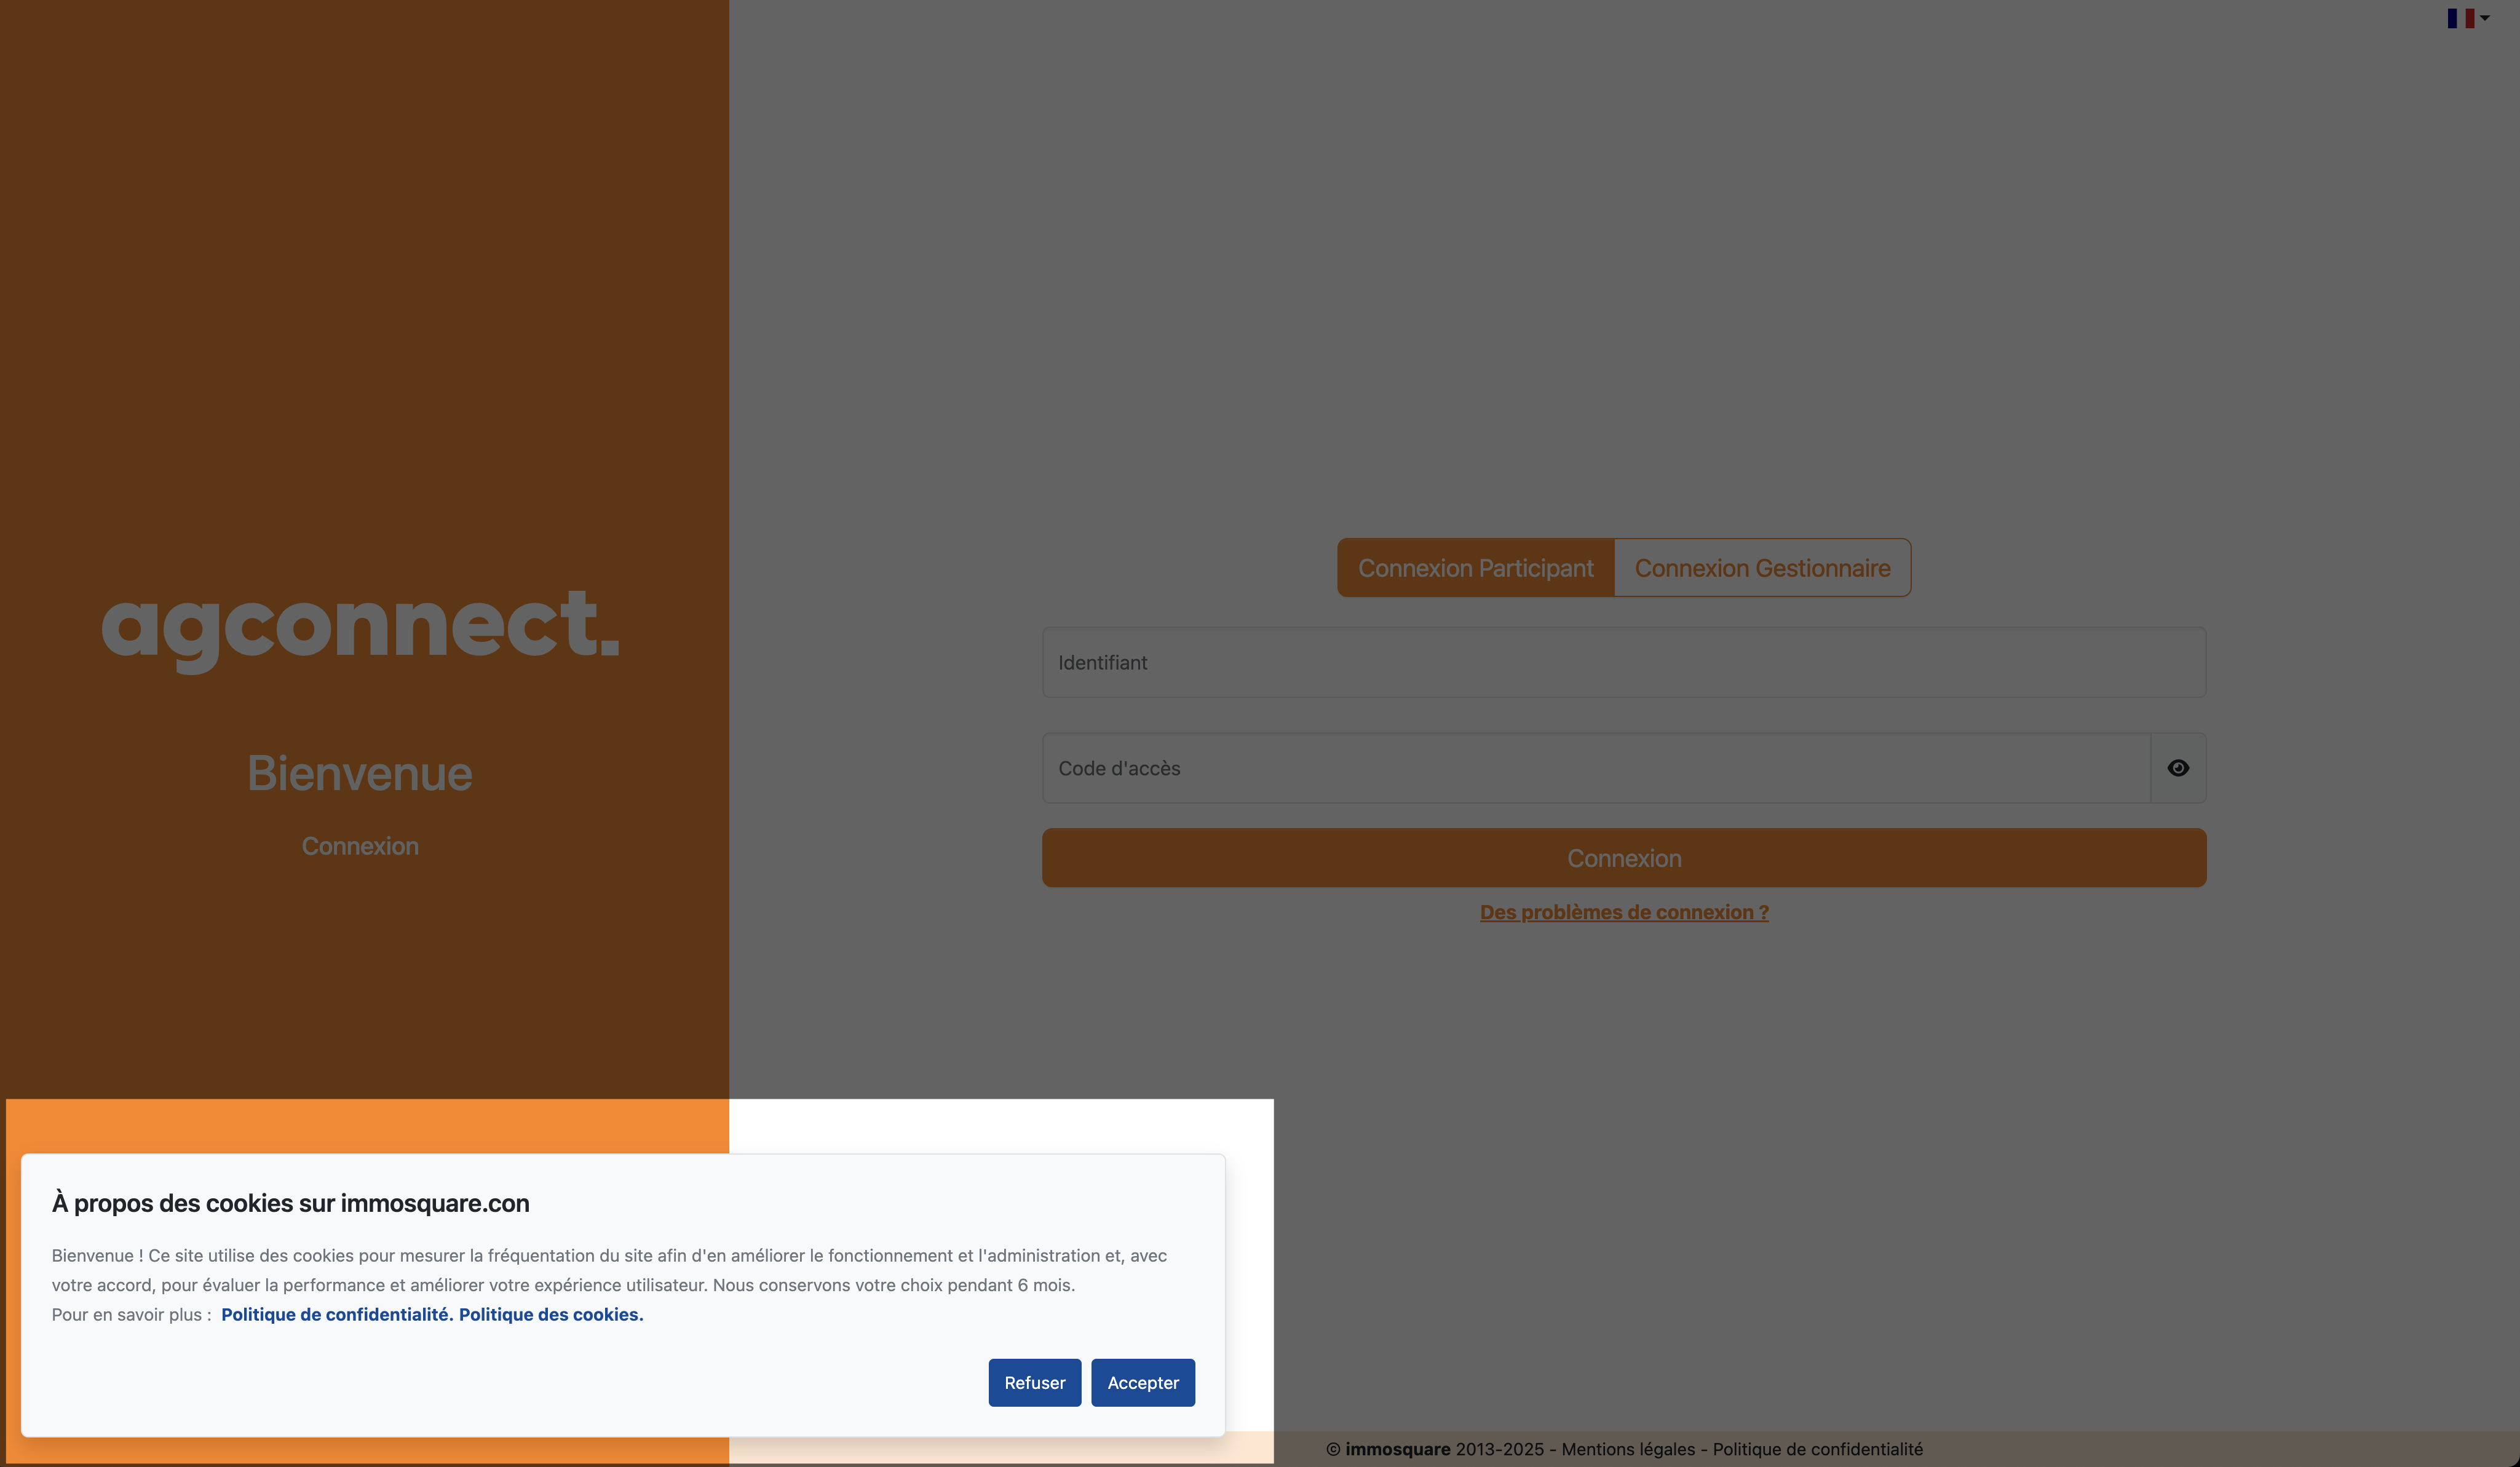 agconnect.
Bienvenue
Connexion
Connexion Participant
Connexion Gestionnaire
Identifiant
Code d'accès
Connexion
Des problèmes de connexion ?
À propos des cookies sur immosquare.con
Bienvenue ! Ce site utilise des cookies pour mesurer la fréquentation du site afin d'en améliorer le fonctionnement et l'administration et, avec
votre accord, pour évaluer la performance et améliorer votre expérience utilisateur. Nous conservons votre choix pendant 6 mois.
Pour en savoir plus : Politique de confidentialité. Politique des cookies.
Refuser
Accepter
© immosquare 2013-2025 - Mentions légales - Politique de confidentialité